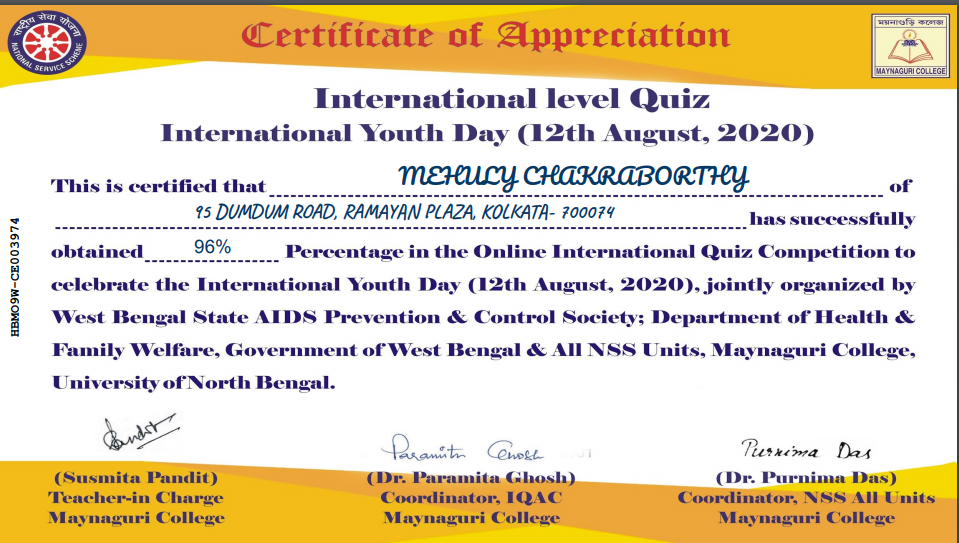 राष्ट्रीय सेवा योजना
NATIONAL SERVICE SCHEME
Certificate of Appreciation
ময়নাগুড়ি কলেজ
MAYNAGURI COLLEGE
International level Quiz
International Youth Day (12th August, 2020)
This is certified that MEHULY CHAKRABORTHY of
95 DUMDUM ROAD, RAMAYAN PLAZA, KOLKATA- 700074 has successfully
obtained 96% Percentage in the Online International Quiz Competition to
celebrate the International Youth Day (12th August, 2020), jointly organized by
West Bengal State AIDS Prevention & Control Society; Department of Health &
Family Welfare, Government of West Bengal & All NSS Units, Maynaguri College,
University of North Bengal.
HBMO9W-CE003974
Pandit
Paramita Ghosh
Purnima Das
(Susmita Pandit)
Teacher-in Charge
Maynaguri College
(Dr. Paramita Ghosh)
Coordinator, IQAC
Maynaguri College
(Dr. Purnima Das)
Coordinator, NSS All Units
Maynaguri College